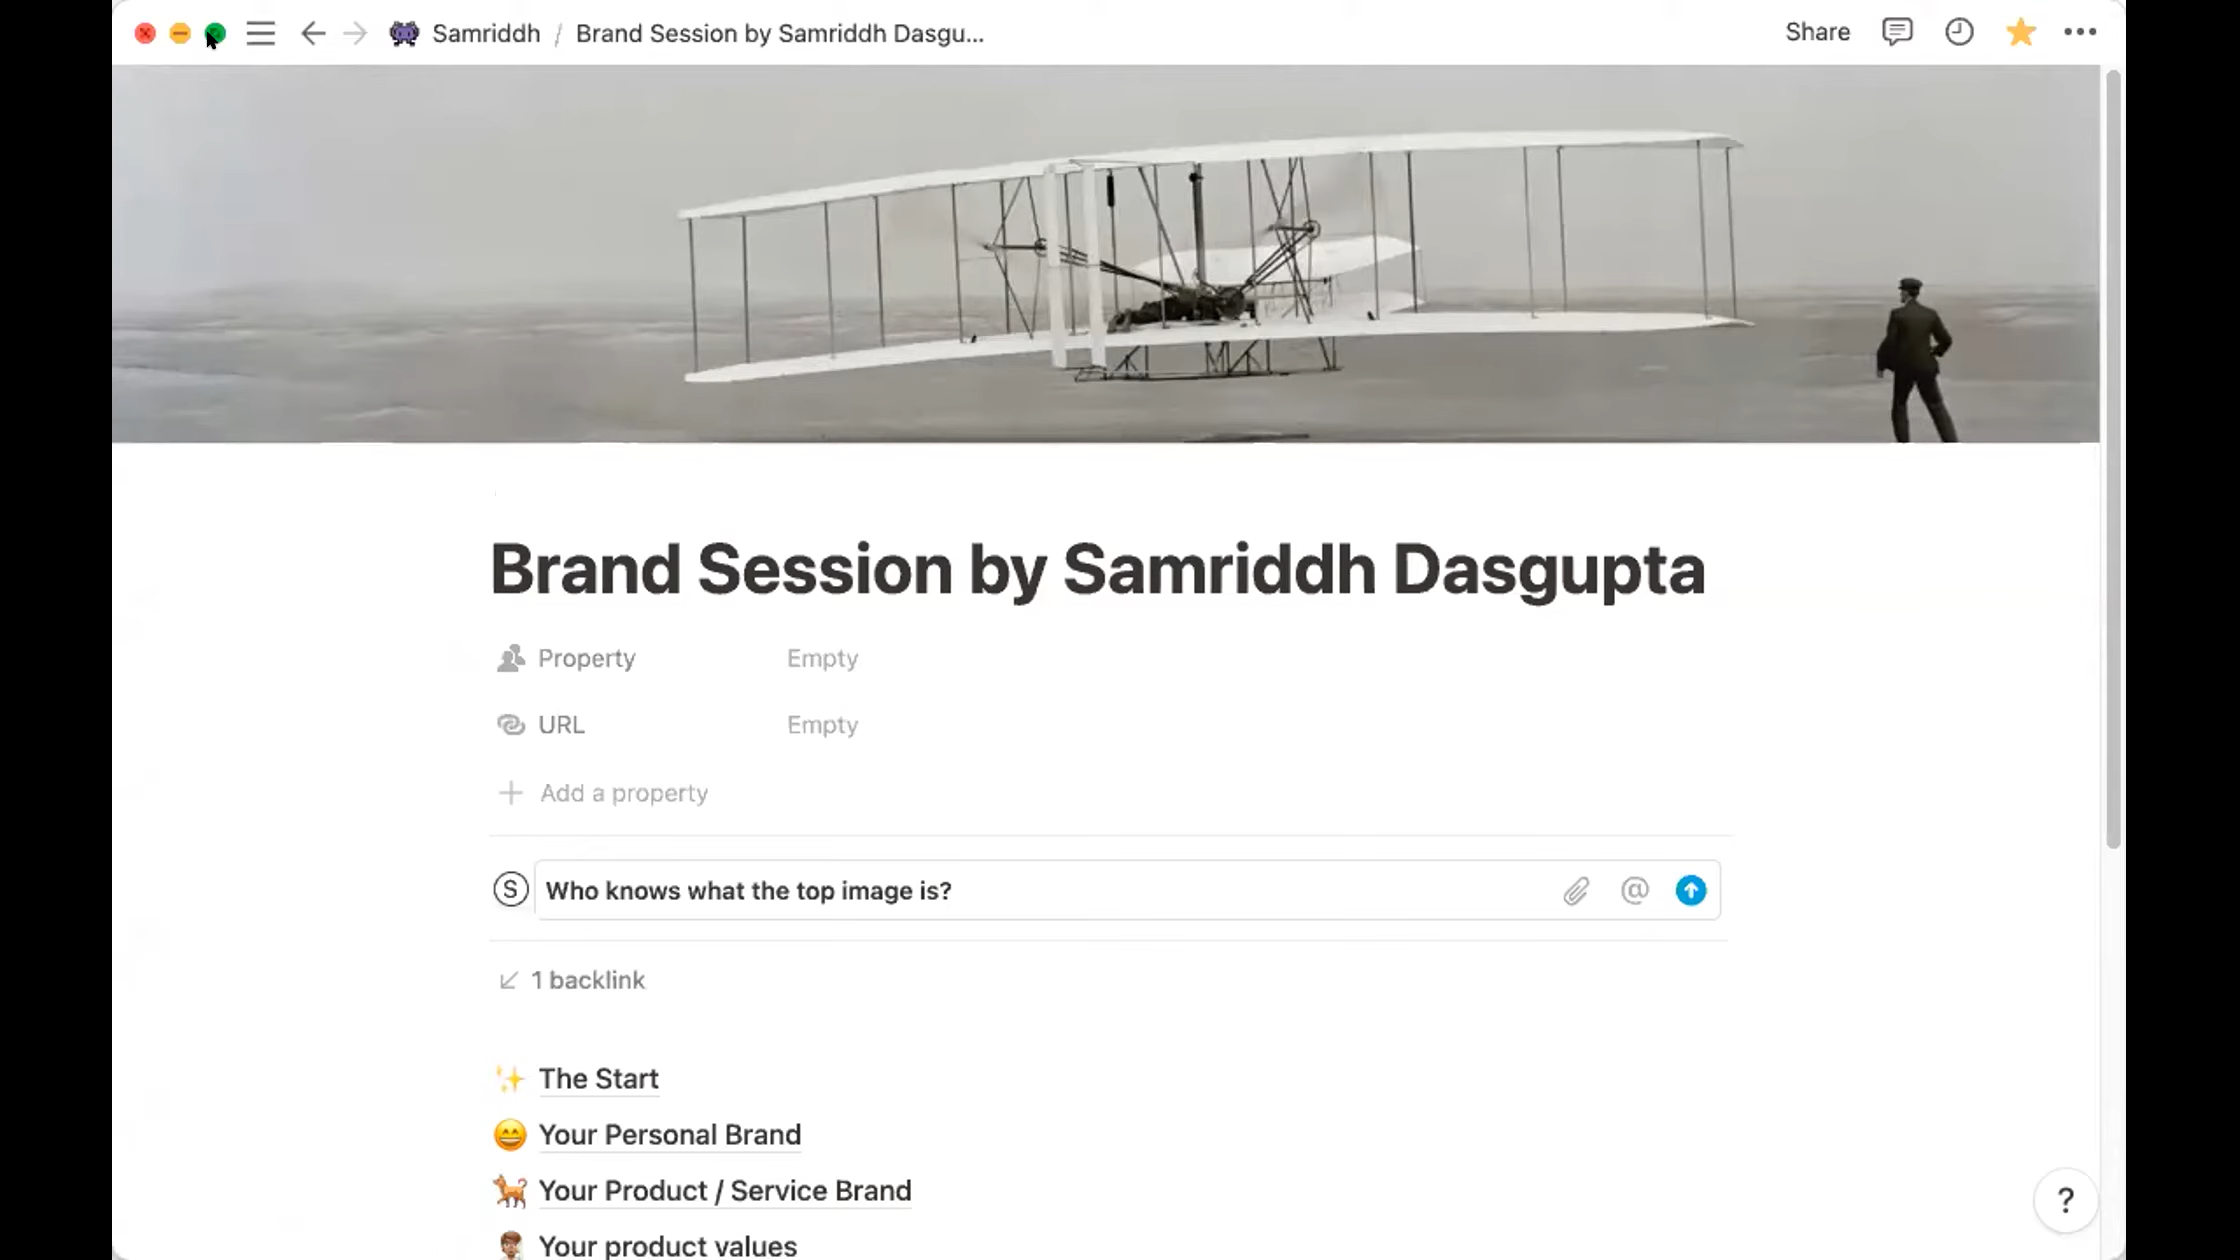 Samriddh / Brand Session by Samriddh Dasgu...
Share
Brand Session by Samriddh Dasgupta
Property Empty
URL Empty
Add a property
S Who knows what the top image is? @
1 backlink
The Start
Your Personal Brand
Your Product / Service Brand
Your product values
?